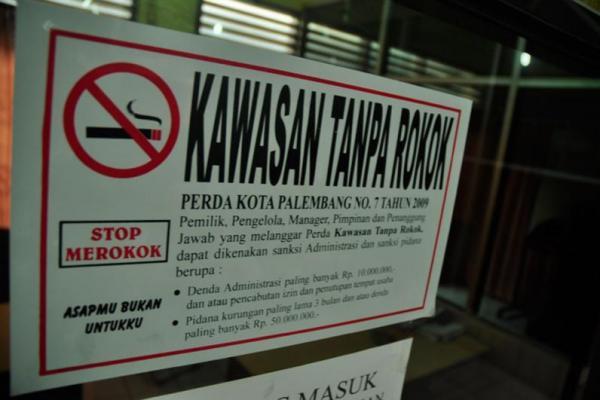 KAWASAN TANPA ROKOK
PERDA KOTA PALEMBANG NO. 7 TAHUN 2009
Pemilik, Pengelola, Manager, Pimpinan dan Penanggung
Jawab yang melanggar Perda Kawasan Tanpa Rokok,
dapat dikenakan sanksi Administrasi dan sanksi pidana
berupa :
• Denda Administrasi paling banyak Rp. 10.000.000,-
dan atau pencabutan izin dan penutupan tempat usaha
• Pidana kurungan paling lama 3 bulan dan atau denda
paling banyak Rp. 50.000.000.-
STOP
MEROKOK
ASAPMU BUKAN
UNTUKKU
MASUK